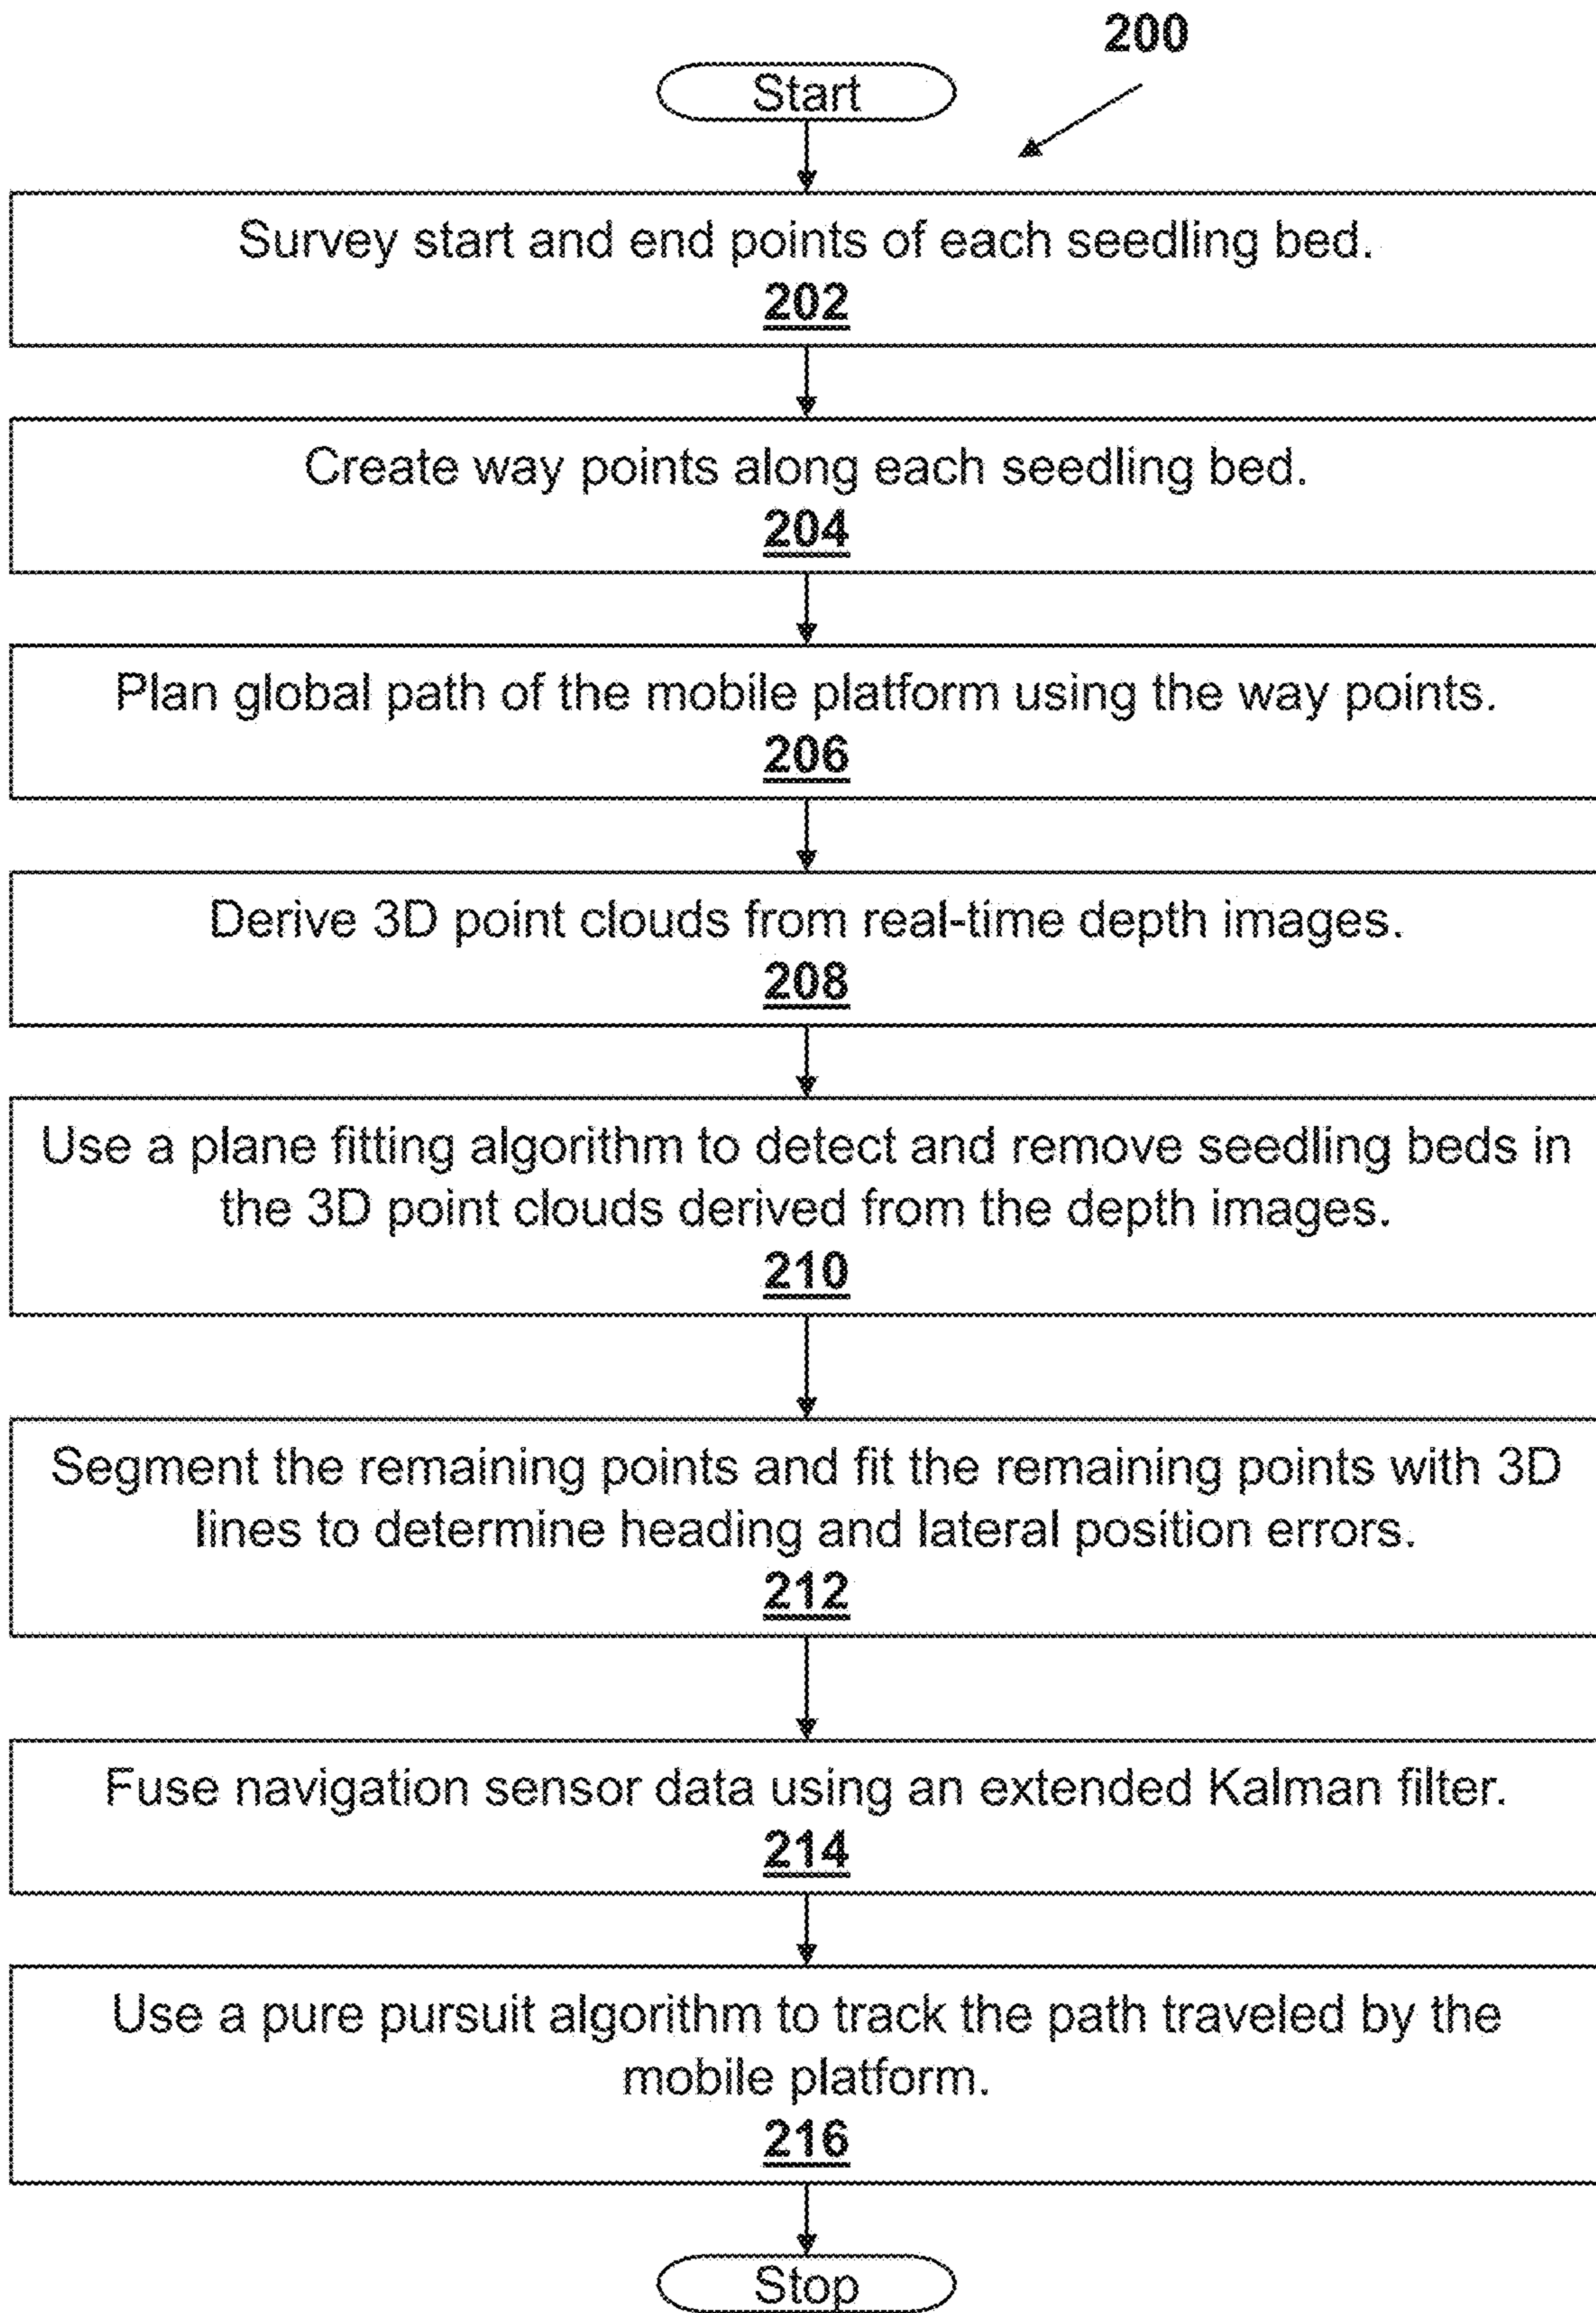 200
Start
Survey start and end points of each seedling bed.
202
Create way points along each seedling bed.
204
Plan global path of the mobile platform using the way points.
206
Derive 3D point clouds from real-time depth images.
208
Use a plane fitting algorithm to detect and remove seedling beds in
the 3D point clouds derived from the depth images.
210
Segment the remaining points and fit the remaining points with 3D
lines to determine heading and lateral position errors.
212
Fuse navigation sensor data using an extended Kalman filter.
214
Use a pure pursuit algorithm to track the path traveled by the
mobile platform.
216
Stop